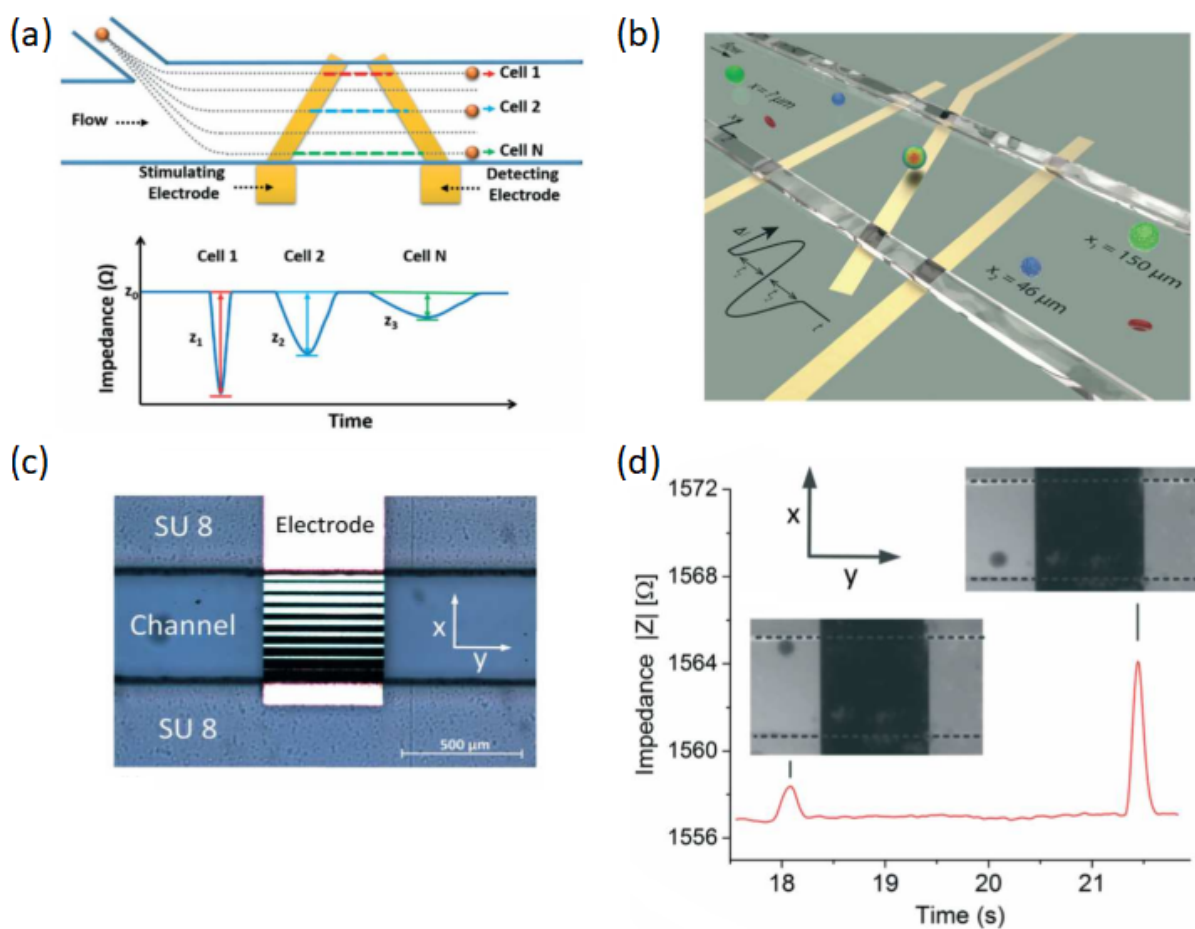 (a)
Cell 1
Cell 2
Flow
Cell N
Stimulating
Electrode
Detecting
Electrode
Impedance (Ω)
Cell 1
Cell 2
Cell N
z₀
z₁
z₂
z₃
Time
(b)
flow
x = ? μm
x₁ = 150 μm
x₂ = 46 μm
ΔI
t
(c)
SU 8
Electrode
Channel
x
y
SU 8
500 μm
(d)
Impedance |Z| [Ω]
1572
1568
1564
1560
1556
x
y
18
19
20
21
Time (s)